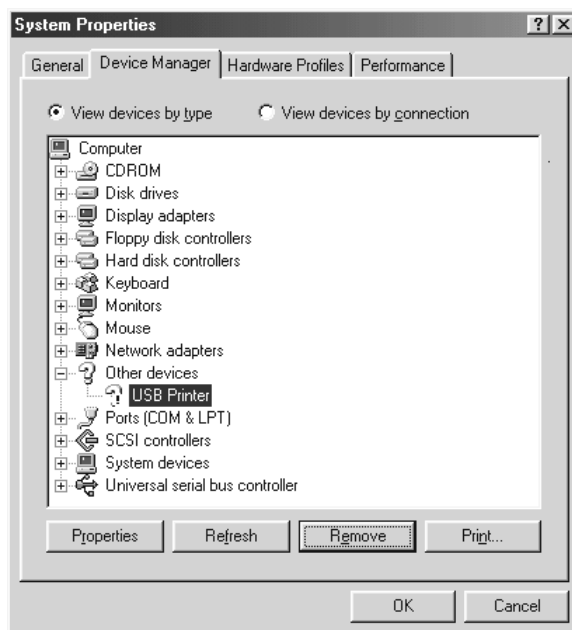 System Properties
General Device Manager Hardware Profiles Performance
View devices by type View devices by connection
Computer
CDROM
Disk drives
Display adapters
Floppy disk controllers
Hard disk controllers
Keyboard
Monitors
Mouse
Network adapters
Other devices
USB Printer
Ports (COM & LPT)
SCSI controllers
System devices
Universal serial bus controller
Properties Refresh Remove Print...
OK Cancel